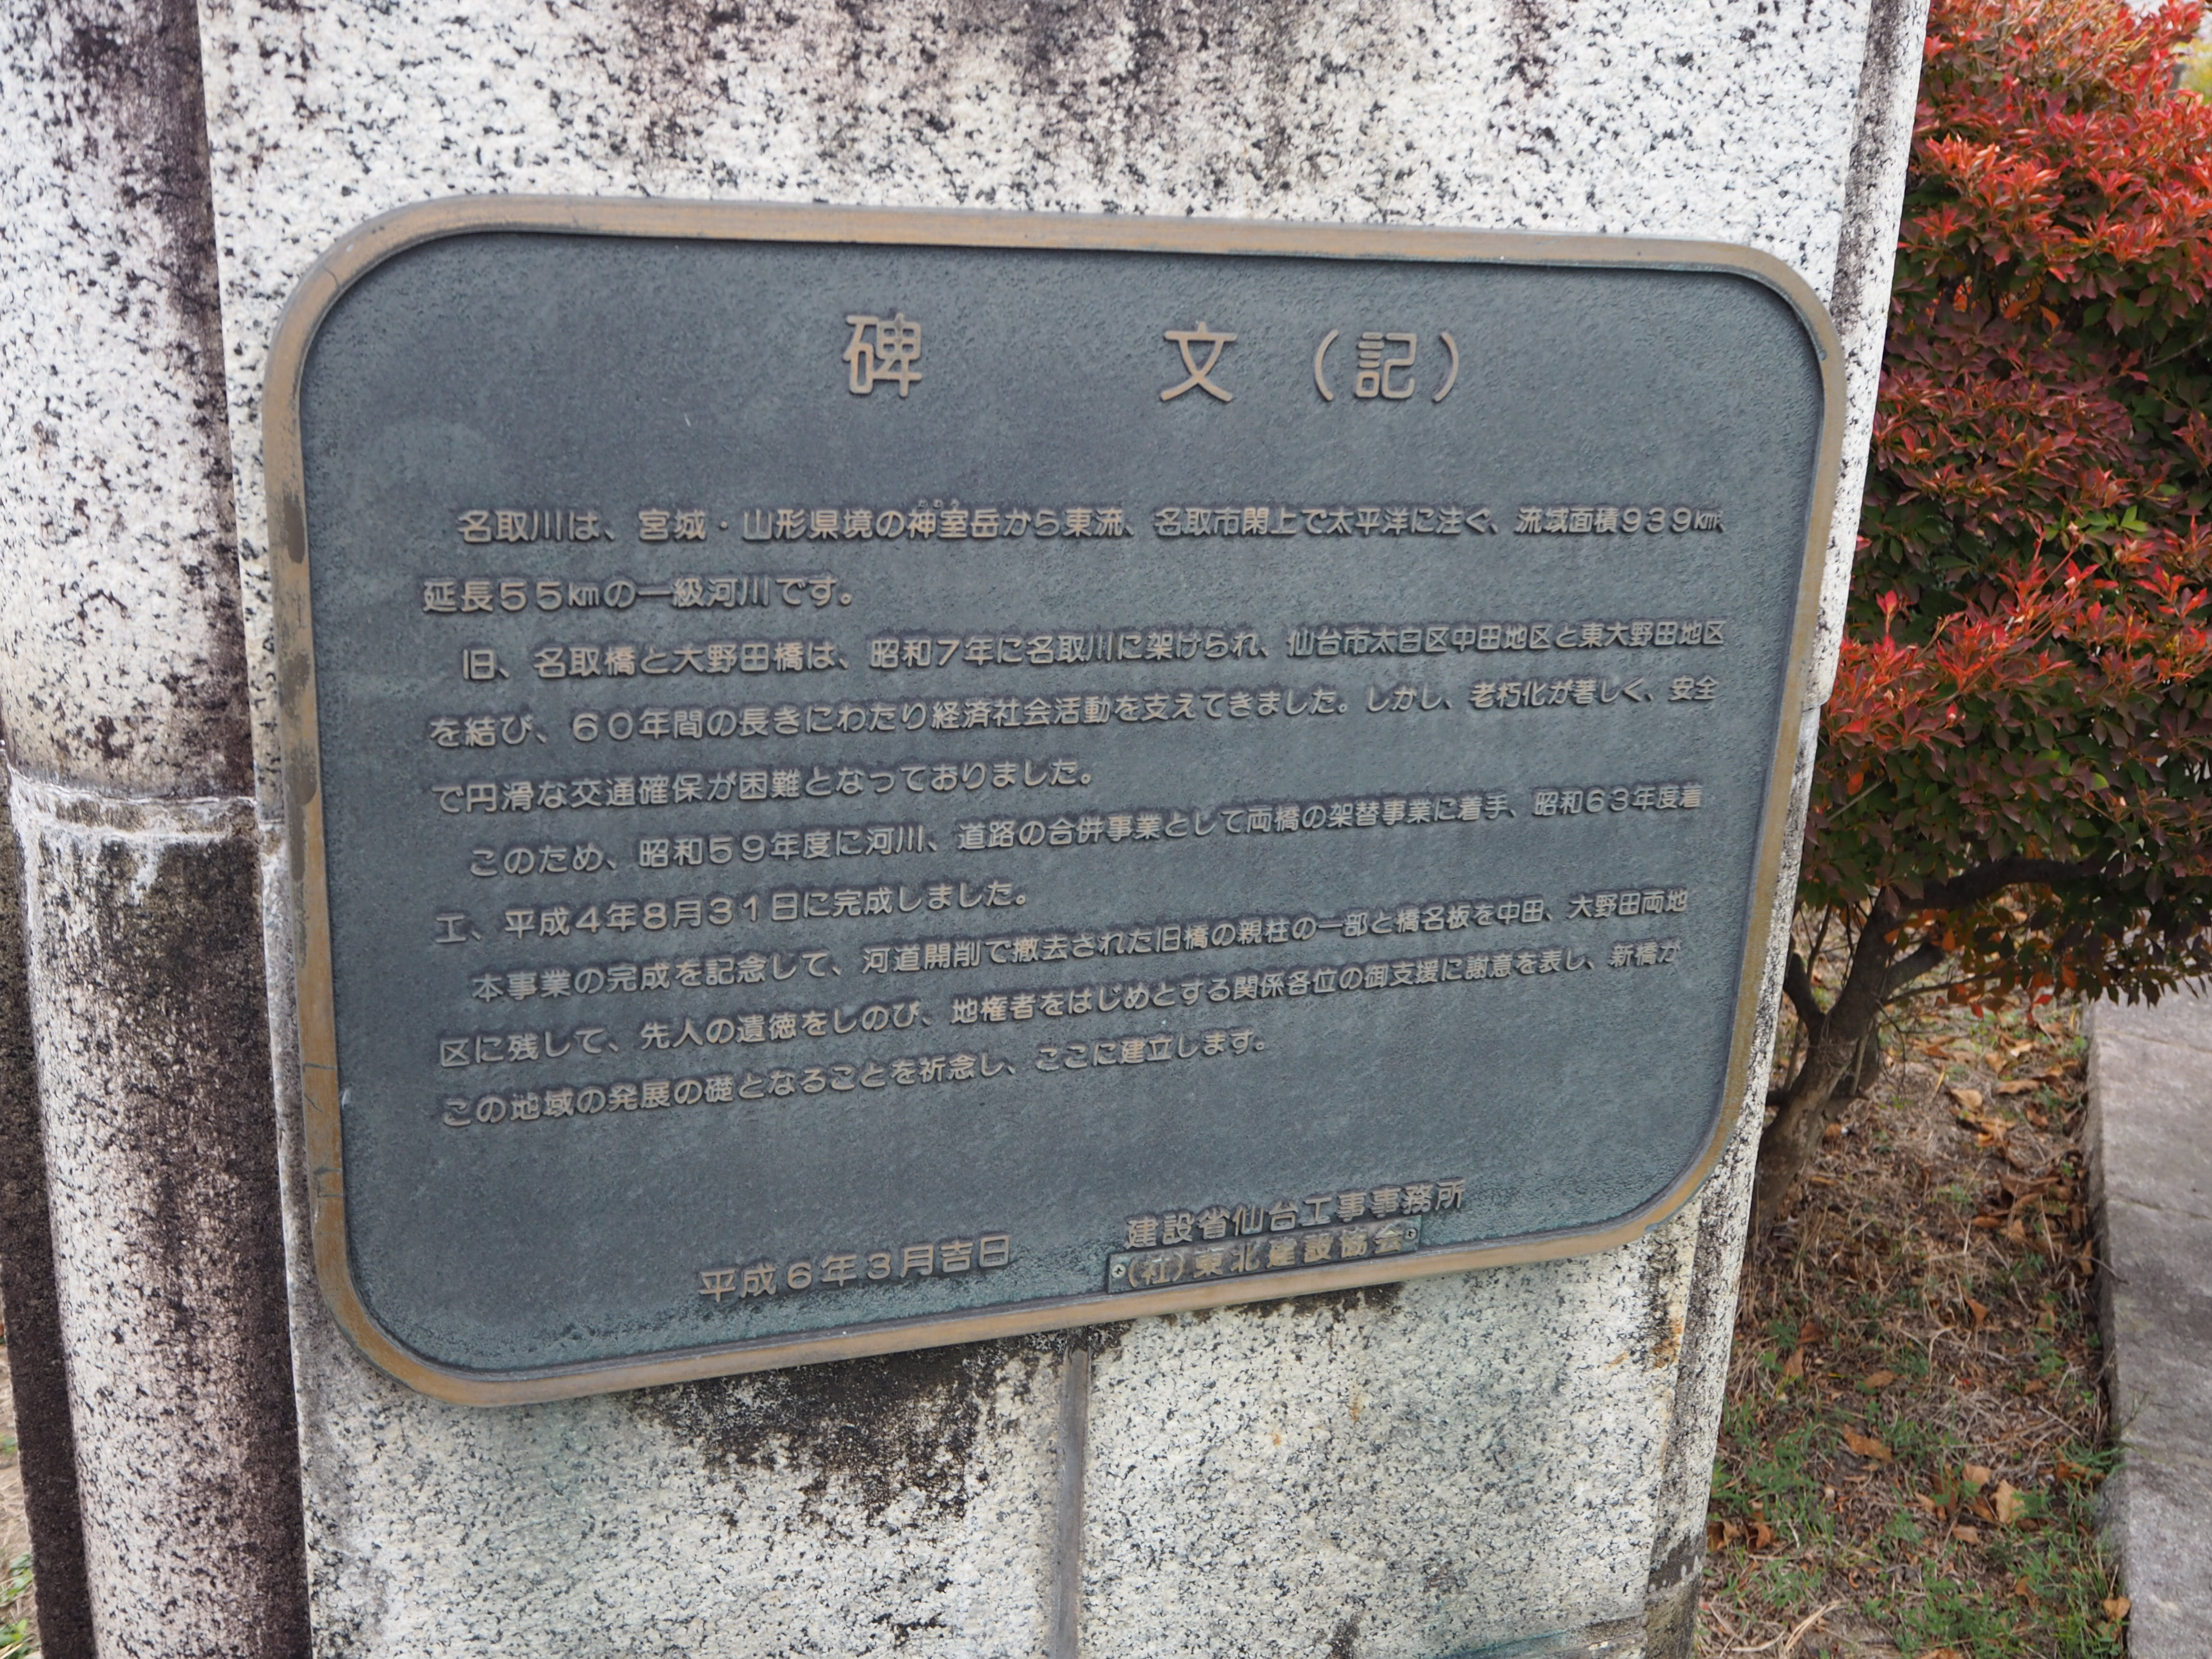 碑　文（記）
名取川は、宮城・山形県境の神室岳から東流、名取市閖上で太平洋に注ぐ、流域面積９３９㎢、
延長５５㎞の一級河川です。
旧、名取橋と大野田橋は、昭和７年に名取川に架けられ、仙台市太白区中田地区と東大野田地区
を結び、６０年間の長きにわたり経済社会活動を支えてきました。しかし、老朽化が著しく、安全
で円滑な交通確保が困難となっておりました。
このため、昭和５９年度に河川、道路の合併事業として両橋の架替事業に着手、昭和６３年度着
工、平成４年８月３１日に完成しました。
本事業の完成を記念して、河道開削で撤去された旧橋の親柱の一部と橋名板を中田、大野田両地
区に残して、先人の遺徳をしのび、地権者をはじめとする関係各位の御支援に謝意を表し、新橋が
この地域の発展の礎となることを祈念し、ここに建立します。
平成６年３月吉日
建設省仙台工事事務所
（社）東北建設協会